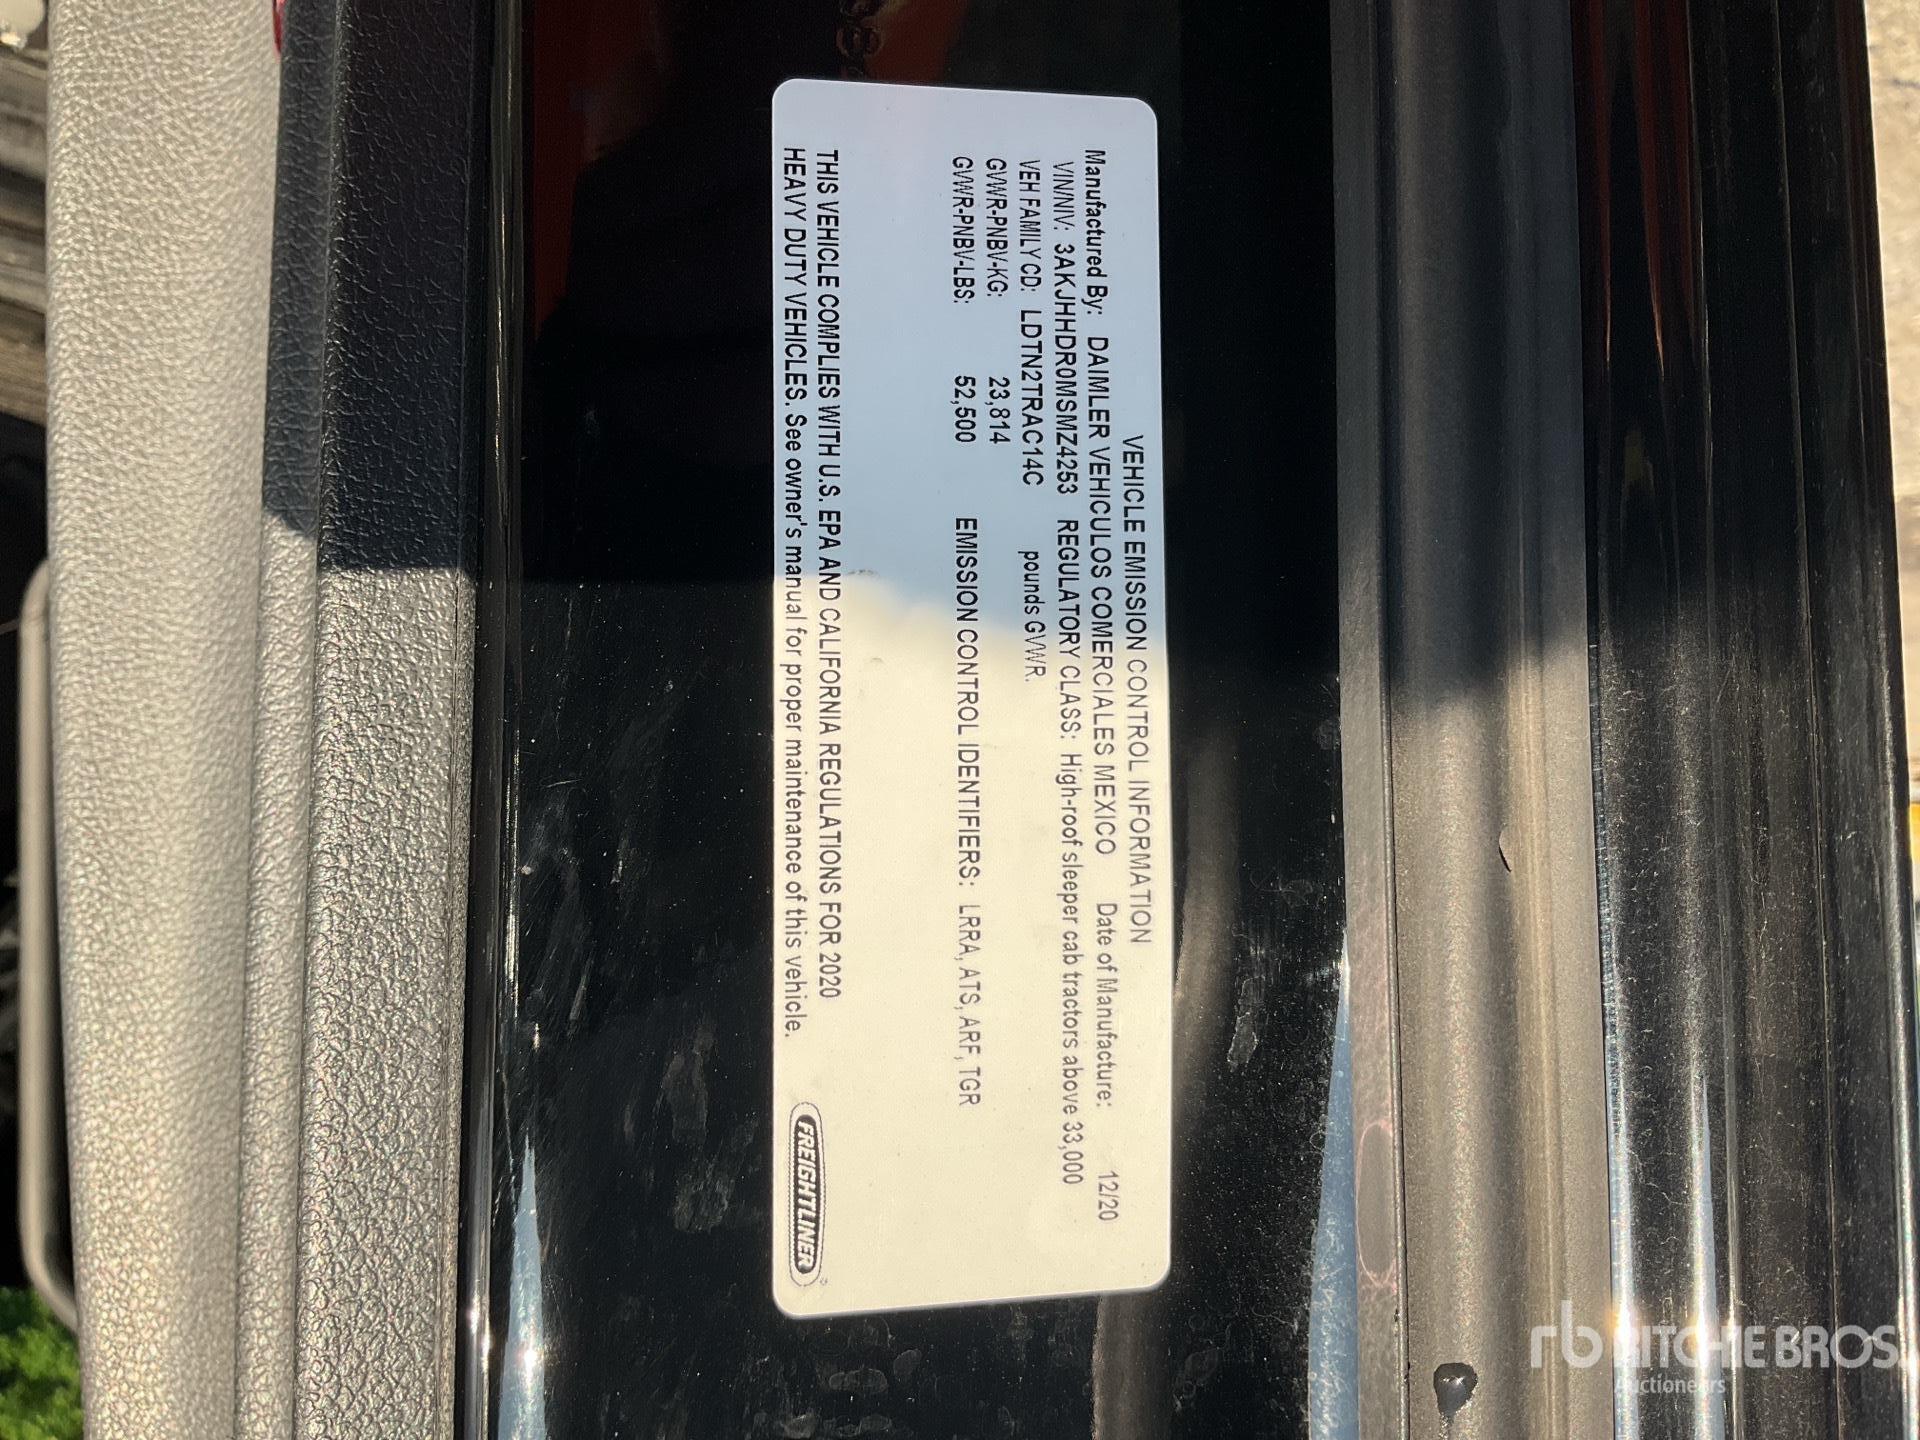 VEHICLE EMISSION CONTROL INFORMATION
Manufactured By: DAIMLER VEHICULOS COMERCIALES MEXICO Date of Manufacture: 12/20
VIN/NIV: 3AKJHHDR0MSMZ4253 REGULATORY CLASS: High-roof sleeper cab tractors above 33,000
VEH FAMILY CD: LDTN2TRAC14C pounds GVWR.
GVWR-PNBV-KG: 23,814
GVWR-PNBV-LBS: 52,500 EMISSION CONTROL IDENTIFIERS: LRRA, ATS, ARF, TGR
THIS VEHICLE COMPLIES WITH U.S. EPA AND CALIFORNIA REGULATIONS FOR 2020
HEAVY DUTY VEHICLES. See owner's manual for proper maintenance of this vehicle.
FREIGHTLINER
rb RITCHIE BROS.
Auctioneers